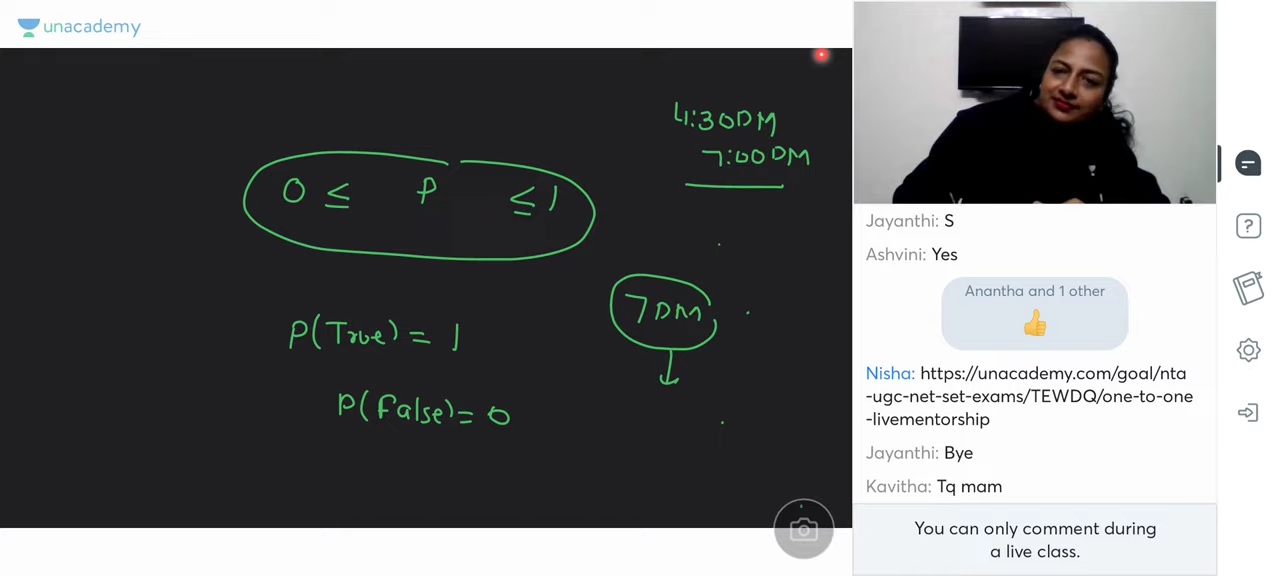 unacademy
4:30PM
7:00PM
0 ≤ P ≤ 1
7PM
P(True) = 1
P(False) = 0
Jayanthi: S
Ashvini: Yes
Anantha and 1 other
👍
Nisha: https://unacademy.com/goal/nta
-ugc-net-set-exams/TEWDQ/one-to-one
-livementorship
Jayanthi: Bye
Kavitha: Tq mam
You can only comment during
a live class.